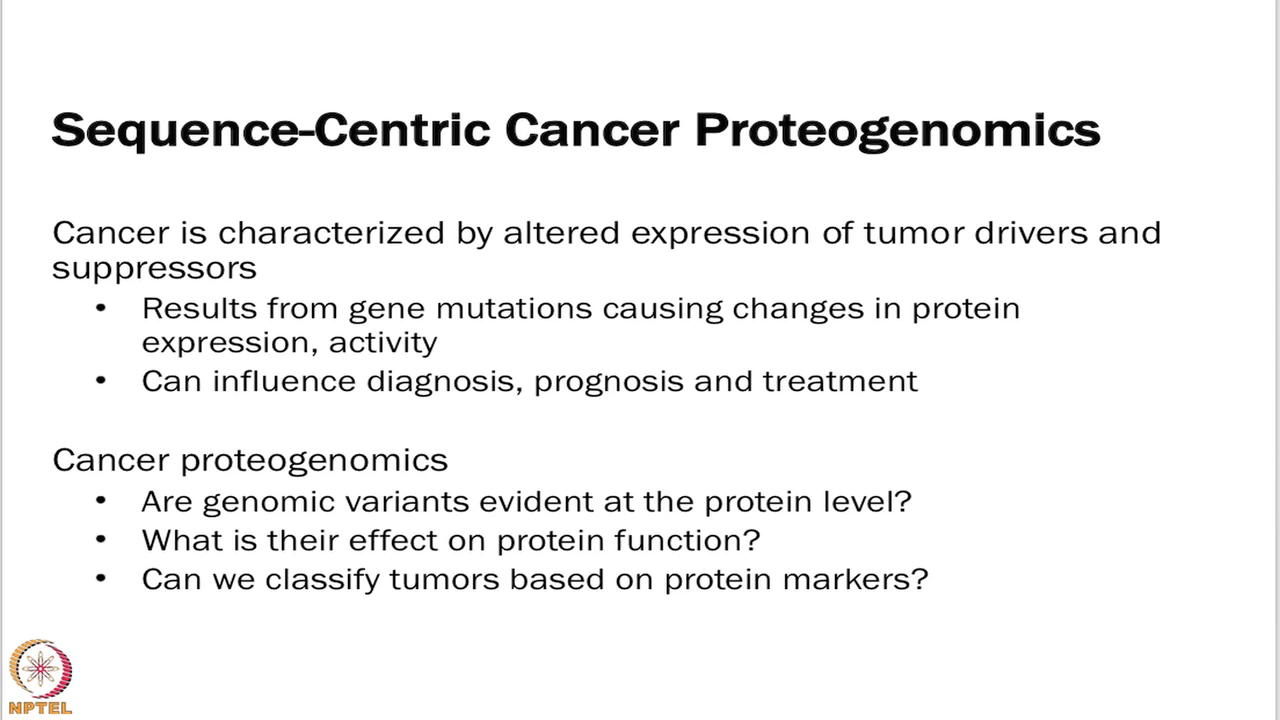 Sequence-Centric Cancer Proteogenomics
Cancer is characterized by altered expression of tumor drivers and
suppressors
• Results from gene mutations causing changes in protein
expression, activity
• Can influence diagnosis, prognosis and treatment
Cancer proteogenomics
• Are genomic variants evident at the protein level?
• What is their effect on protein function?
• Can we classify tumors based on protein markers?
NPTEL